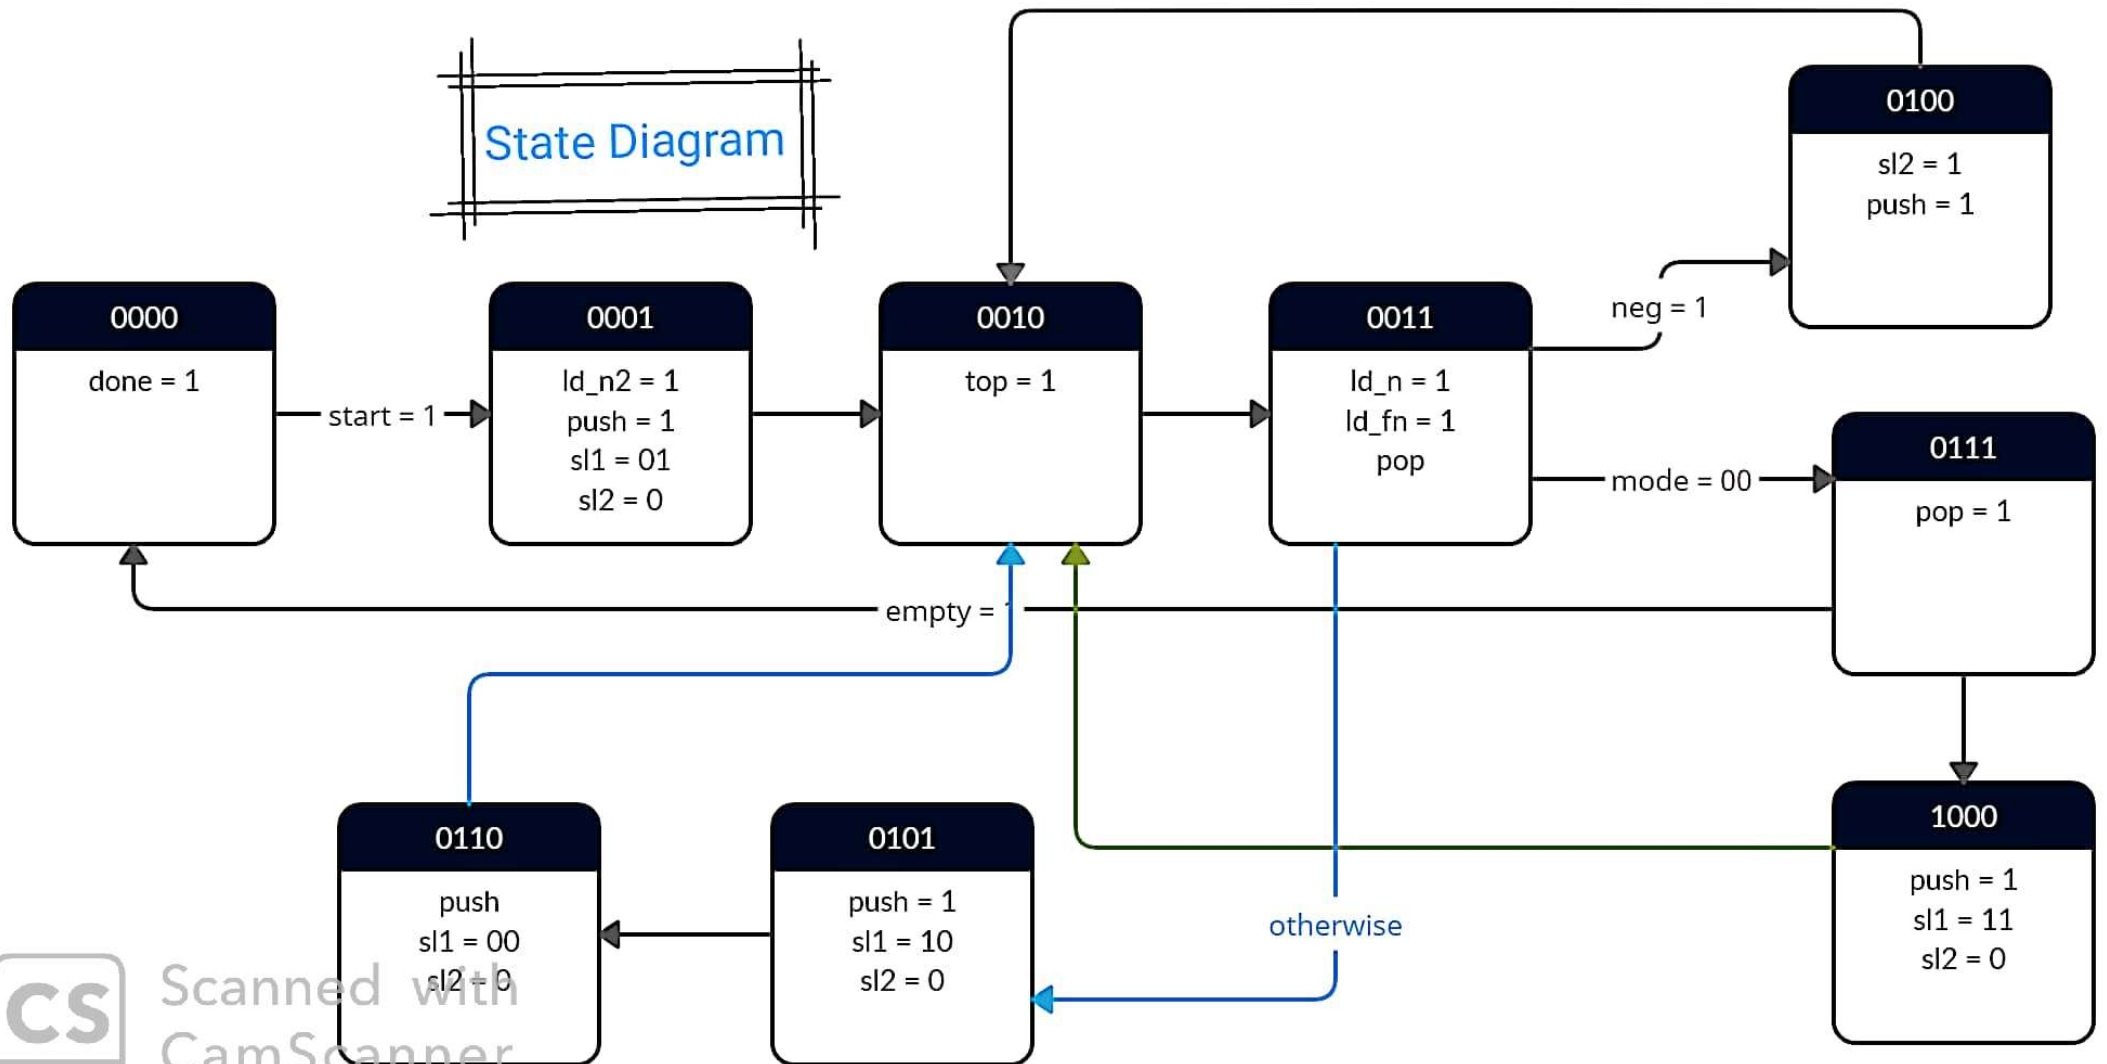 State Diagram
0100
sl2 = 1
push = 1
0000
done = 1
start = 1
0001
ld_n2 = 1
push = 1
sl1 = 01
sl2 = 0
0010
top = 1
0011
ld_n = 1
ld_fn = 1
pop
neg = 1
mode = 00
0111
pop = 1
empty =
0110
push
sl1 = 00
sl2 = 0
0101
push = 1
sl1 = 10
sl2 = 0
otherwise
1000
push = 1
sl1 = 11
sl2 = 0
CS
Scanned with
CamScanner